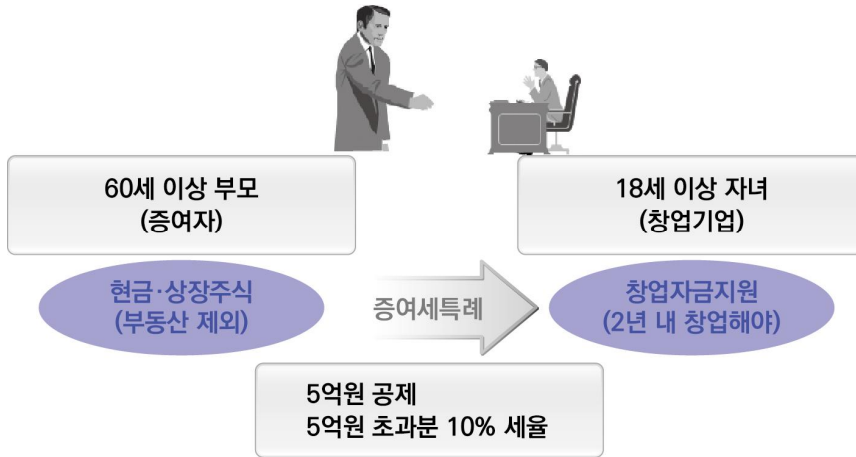 60세 이상 부모
(증여자)
18세 이상 자녀
(창업기업)
현금·상장주식
(부동산 제외)
증여세특례
창업자금지원
(2년 내 창업해야)
5억원 공제
5억원 초과분 10% 세율